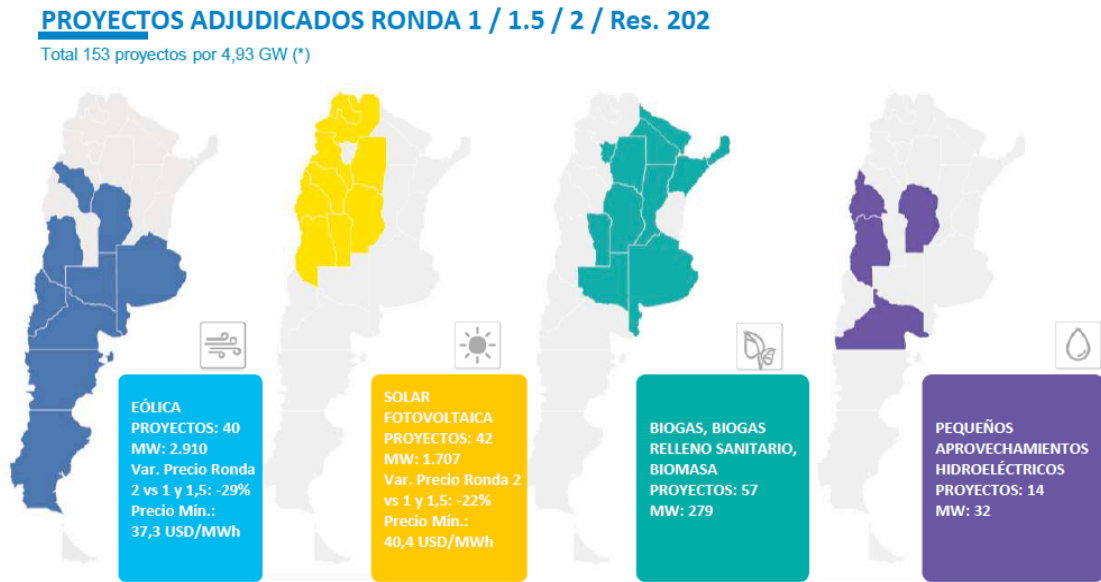 PROYECTOS ADJUDICADOS RONDA 1 / 1.5 / 2 / Res. 202
Total 153 proyectos por 4,93 GW (*)
EÓLICA
PROYECTOS: 40
MW: 2.910
Var. Precio Ronda
2 vs 1 y 1,5: -29%
Precio Mín.:
37,3 USD/MWh
SOLAR
FOTOVOLTAICA
PROYECTOS: 42
MW: 1.707
Var. Precio Ronda 2
vs 1 y 1,5: -22%
Precio Mín.:
40,4 USD/MWh
BIOGAS, BIOGAS
RELLENO SANITARIO,
BIOMASA
PROYECTOS: 57
MW: 279
PEQUEÑOS
APROVECHAMIENTOS
HIDROELÉCTRICOS
PROYECTOS: 14
MW: 32